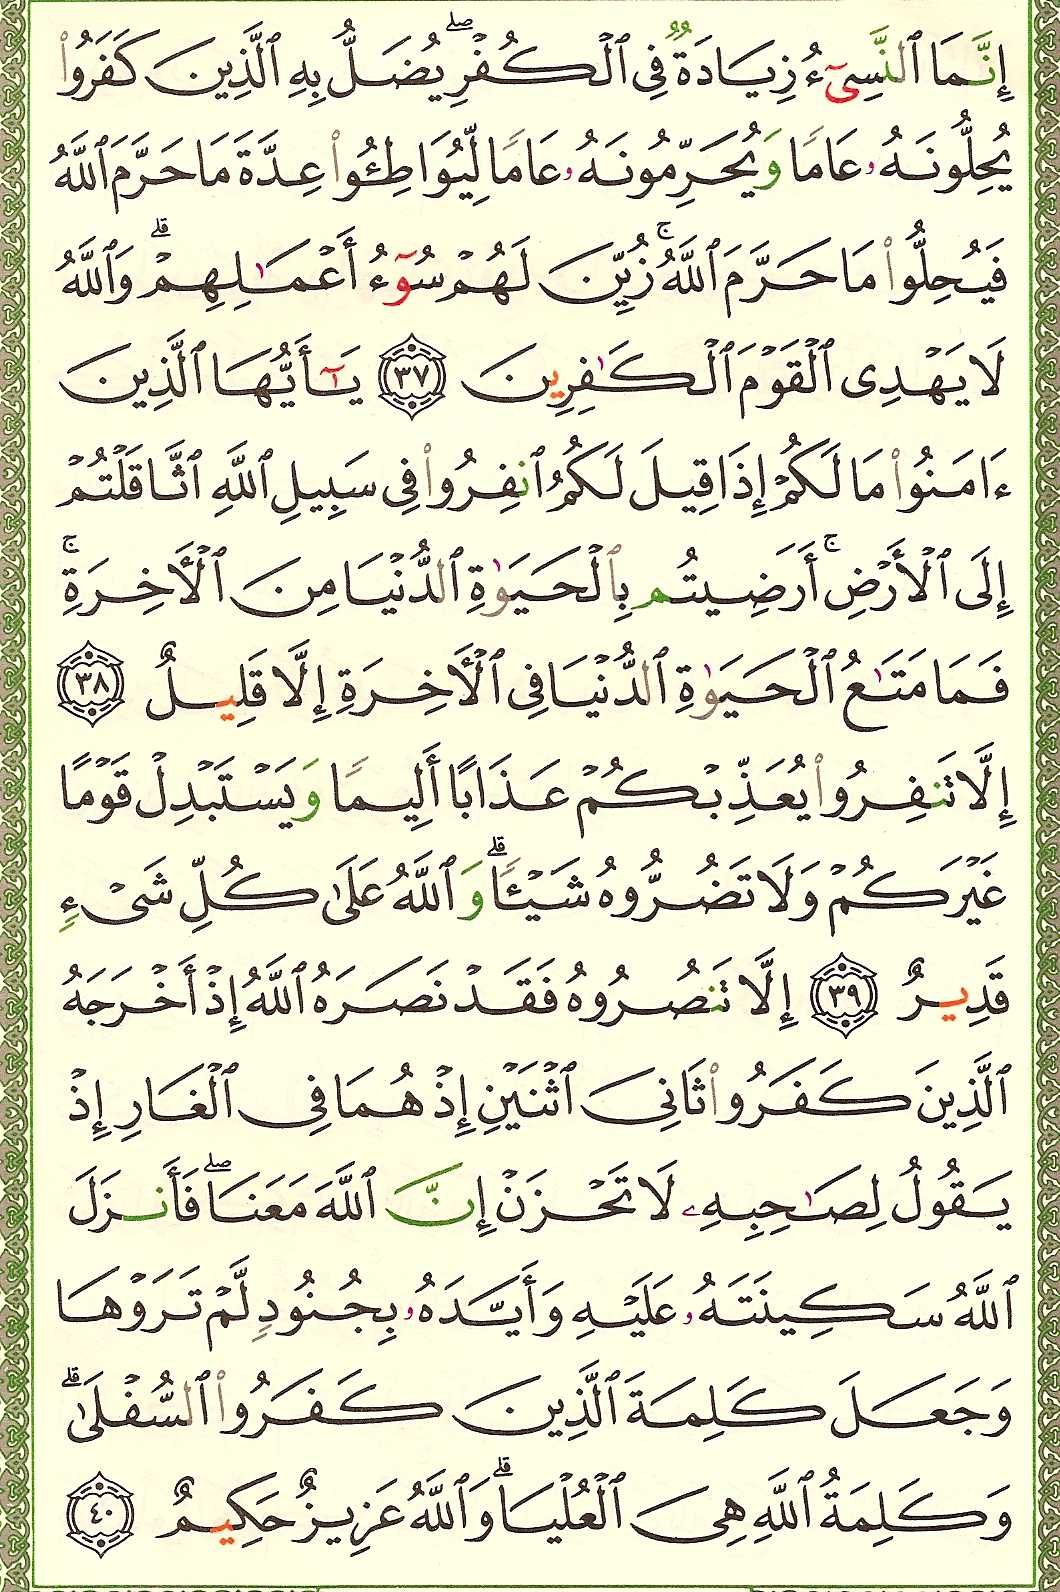 إِنَّمَا ٱلنَّسِىٓءُ زِيَادَةٌ فِى ٱلْكُفْرِ ۖ يُضَلُّ بِهِ ٱلَّذِينَ كَفَرُوا۟
يُحِلُّونَهُۥ عَامًا وَيُحَرِّمُونَهُۥ عَامًا لِّيُوَاطِـُٔوا۟ عِدَّةَ مَا حَرَّمَ ٱللَّهُ
فَيُحِلُّوا۟ مَا حَرَّمَ ٱللَّهُ ۚ زُيِّنَ لَهُمْ سُوٓءُ أَعْمَـٰلِهِمْ ۗ وَٱللَّهُ
لَا يَهْدِى ٱلْقَوْمَ ٱلْكَـٰفِرِينَ ٣٧ يَـٰٓأَيُّهَا ٱلَّذِينَ
ءَامَنُوا۟ مَا لَكُمْ إِذَا قِيلَ لَكُمُ ٱنفِرُوا۟ فِى سَبِيلِ ٱللَّهِ ٱثَّاقَلْتُمْ
إِلَى ٱلْأَرْضِ ۚ أَرَضِيتُم بِٱلْحَيَوٰةِ ٱلدُّنْيَا مِنَ ٱلْـَٔاخِرَةِ ۚ
فَمَا مَتَـٰعُ ٱلْحَيَوٰةِ ٱلدُّنْيَا فِى ٱلْـَٔاخِرَةِ إِلَّا قَلِيلٌ ٣٨
إِلَّا تَنفِرُوا۟ يُعَذِّبْكُمْ عَذَابًا أَلِيمًا وَيَسْتَبْدِلْ قَوْمًا
غَيْرَكُمْ وَلَا تَضُرُّوهُ شَيْـًٔا ۗ وَٱللَّهُ عَلَىٰ كُلِّ شَىْءٍ
قَدِيرٌ ٣٩ إِلَّا تَنصُرُوهُ فَقَدْ نَصَرَهُ ٱللَّهُ إِذْ أَخْرَجَهُ
ٱلَّذِينَ كَفَرُوا۟ ثَانِىَ ٱثْنَيْنِ إِذْ هُمَا فِى ٱلْغَارِ إِذْ
يَقُولُ لِصَـٰحِبِهِۦ لَا تَحْزَنْ إِنَّ ٱللَّهَ مَعَنَا ۖ فَأَنزَلَ
ٱللَّهُ سَكِينَتَهُۥ عَلَيْهِ وَأَيَّدَهُۥ بِجُنُودٍ لَّمْ تَرَوْهَا
وَجَعَلَ كَلِمَةَ ٱلَّذِينَ كَفَرُوا۟ ٱلسُّفْلَىٰ ۗ
وَكَلِمَةُ ٱللَّهِ هِىَ ٱلْعُلْيَا ۗ وَٱللَّهُ عَزِيزٌ حَكِيمٌ ٤٠